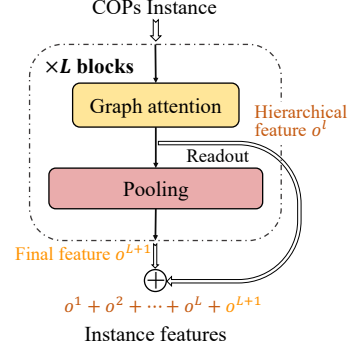 COPs Instance
×L blocks
Graph attention
Hierarchical
feature o^l
Readout
Pooling
Final feature o^{L+1}
o^1 + o^2 + ⋯ + o^L + o^{L+1}
Instance features